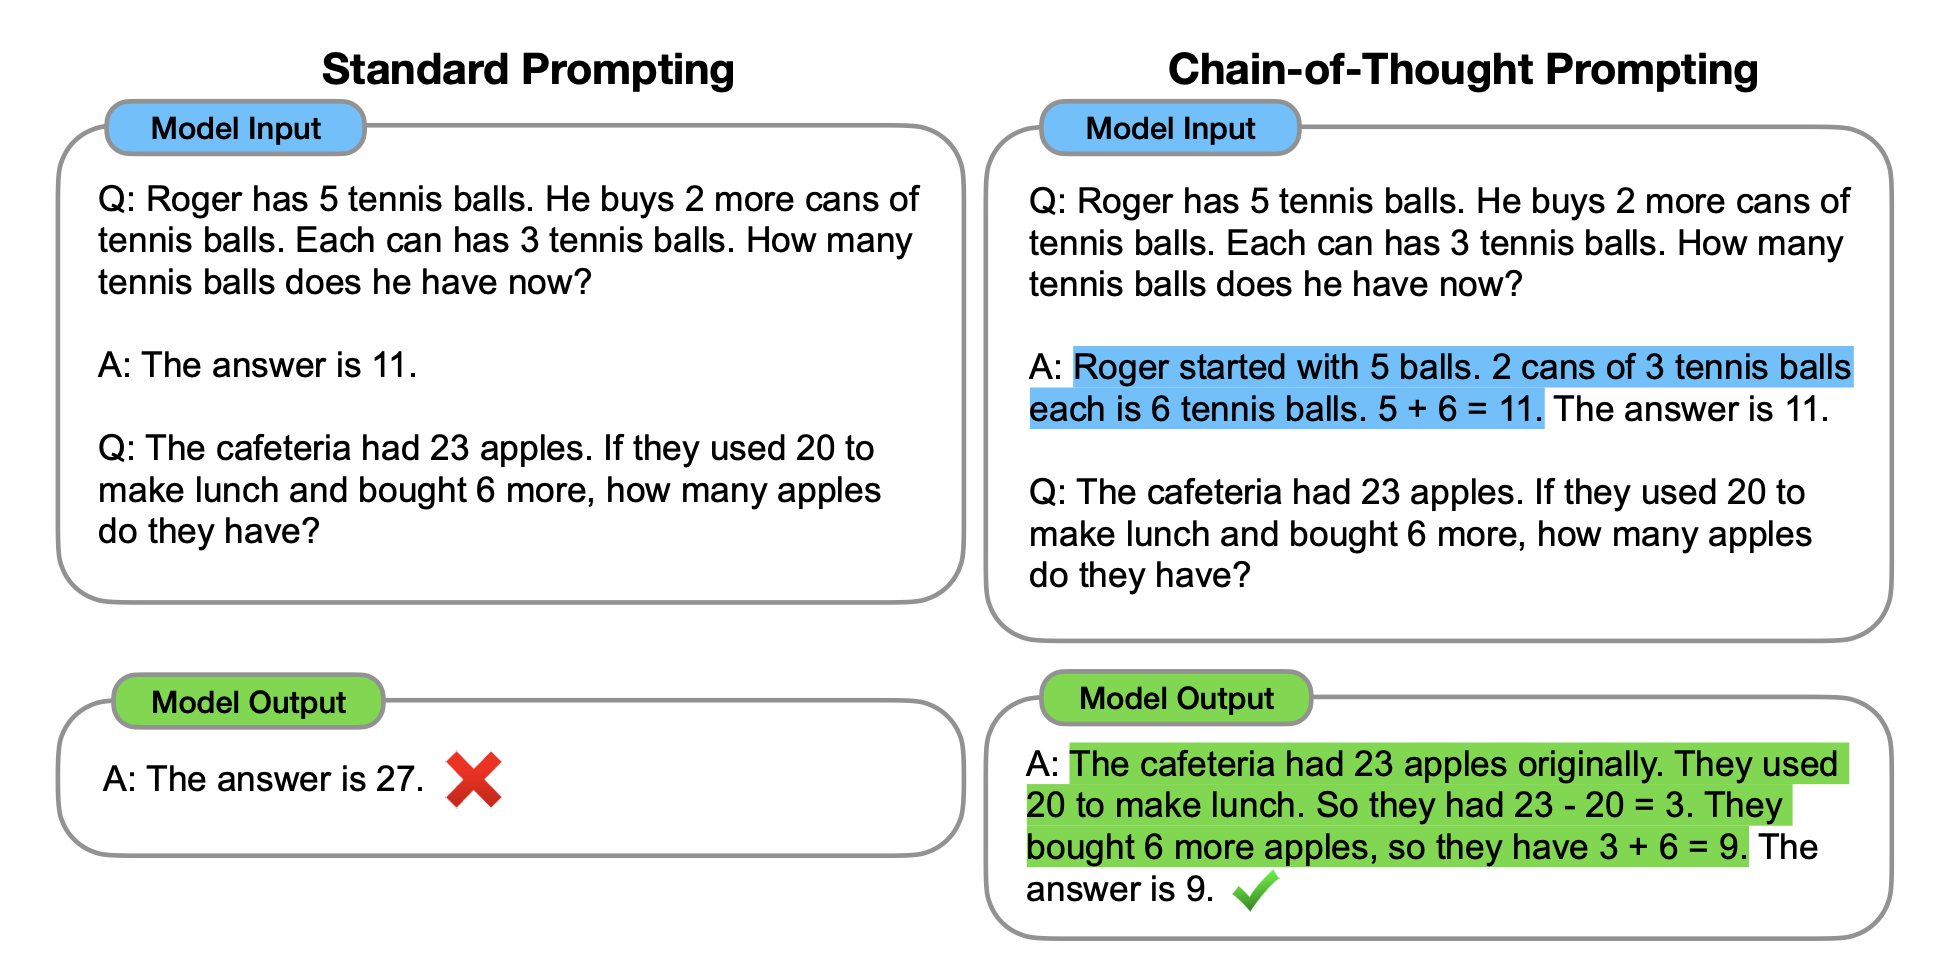 Standard Prompting
Model Input
Q: Roger has 5 tennis balls. He buys 2 more cans of
tennis balls. Each can has 3 tennis balls. How many
tennis balls does he have now?
A: The answer is 11.
Q: The cafeteria had 23 apples. If they used 20 to
make lunch and bought 6 more, how many apples
do they have?
Model Output
A: The answer is 27.
Chain-of-Thought Prompting
Model Input
Q: Roger has 5 tennis balls. He buys 2 more cans of
tennis balls. Each can has 3 tennis balls. How many
tennis balls does he have now?
A: Roger started with 5 balls. 2 cans of 3 tennis balls
each is 6 tennis balls. 5 + 6 = 11. The answer is 11.
Q: The cafeteria had 23 apples. If they used 20 to
make lunch and bought 6 more, how many apples
do they have?
Model Output
A: The cafeteria had 23 apples originally. They used
20 to make lunch. So they had 23 - 20 = 3. They
bought 6 more apples, so they have 3 + 6 = 9. The
answer is 9.